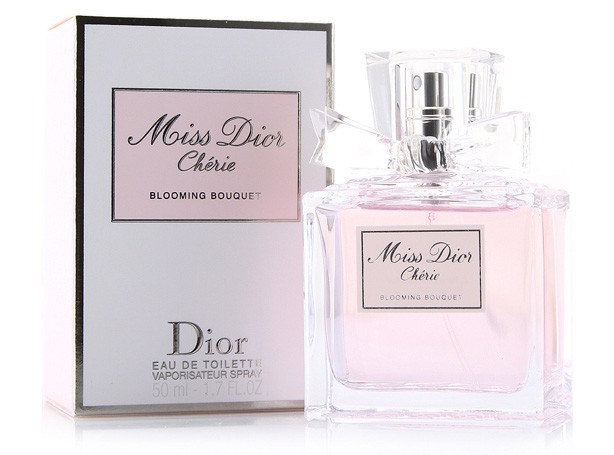 Miss Dior
Chérie
BLOOMING BOUQUET
Dior
EAU DE TOILETTE
VAPORISATEUR SPRAY
50 ml - 1.7 FL.OZ
Miss Dior
Chérie
BLOOMING BOUQUET